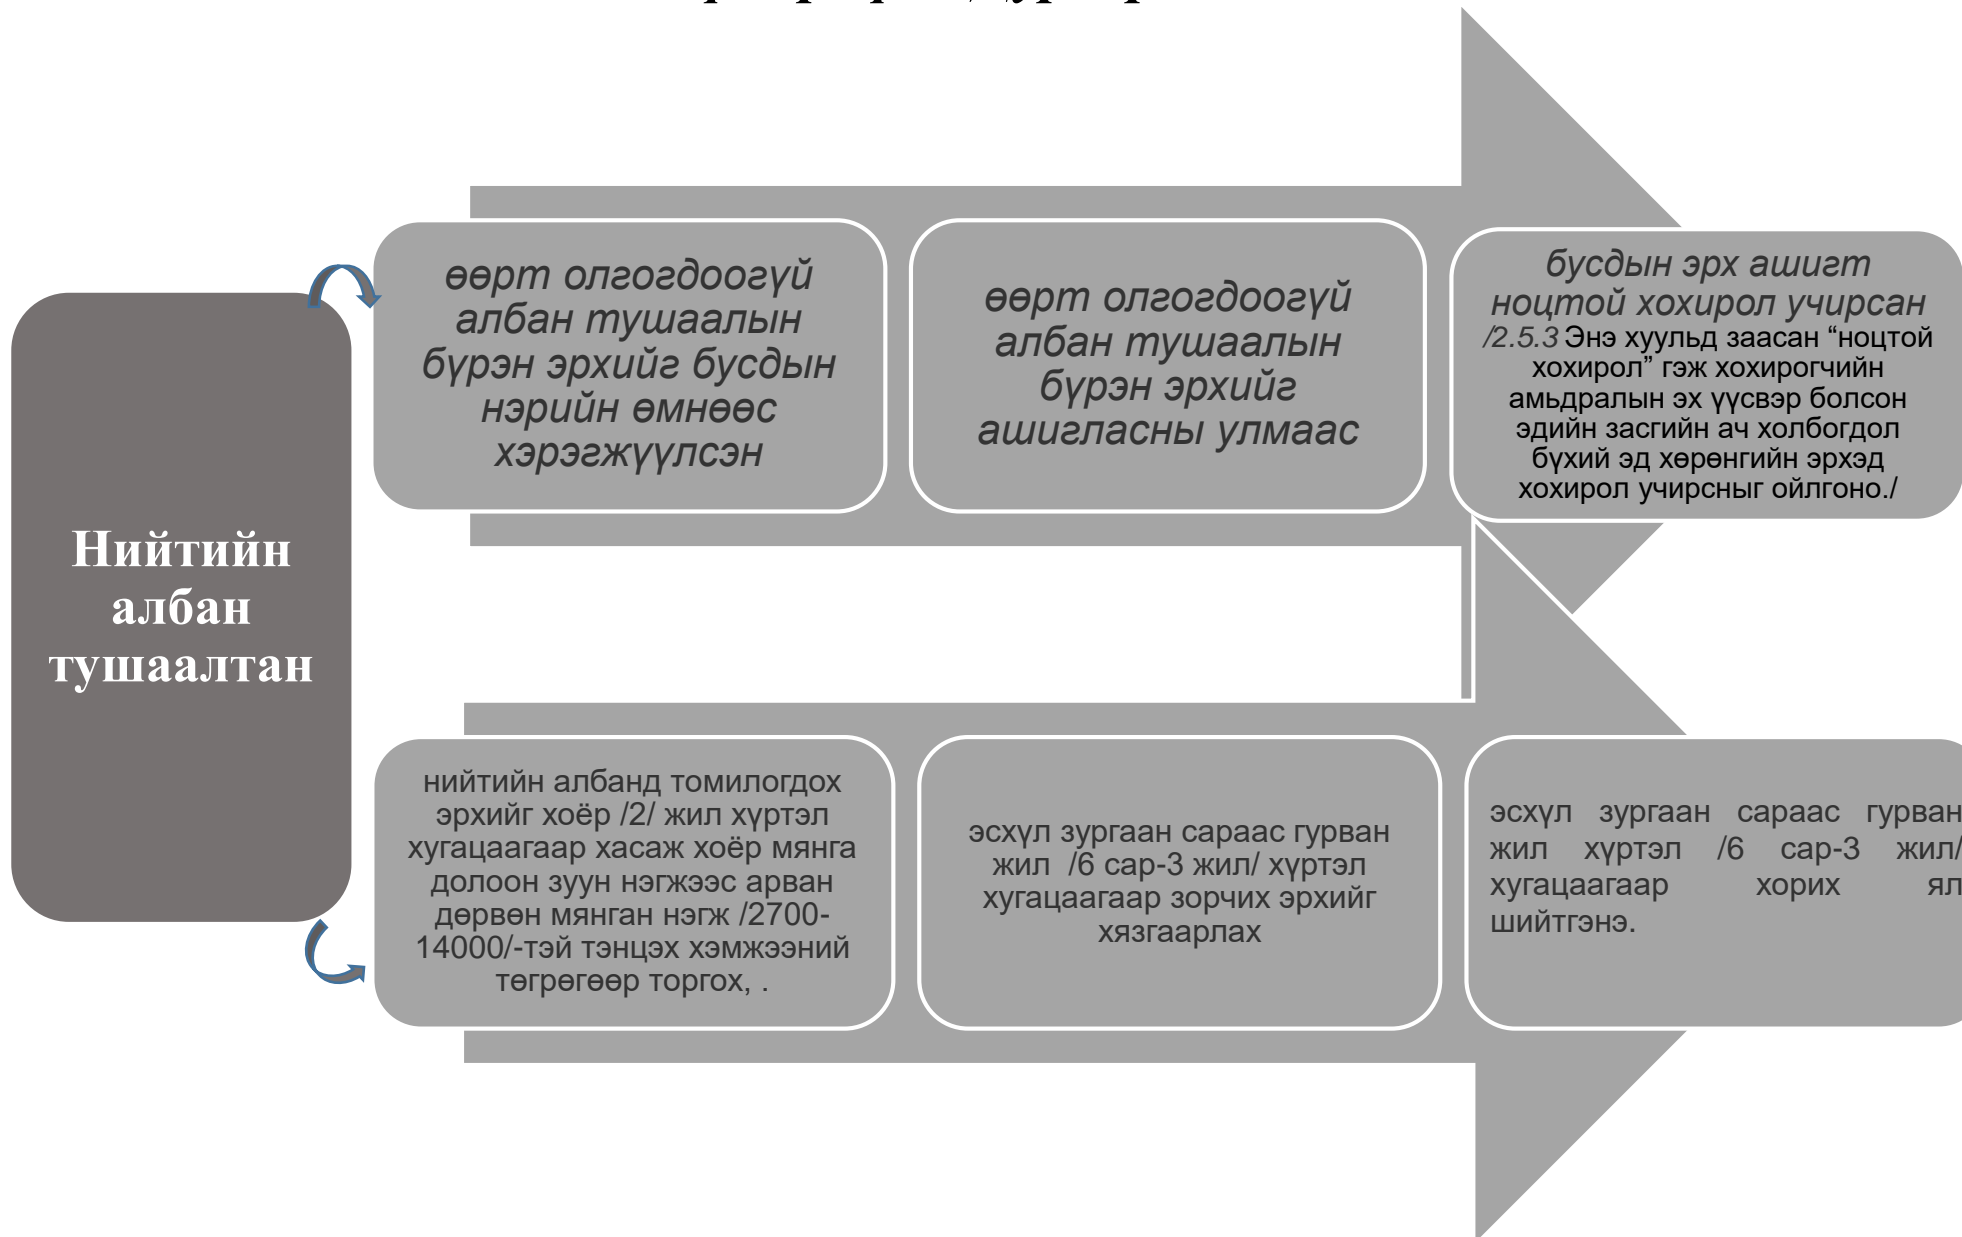 Нийтийн
албан
тушаалтан
өөрт олгогдоогүй
албан тушаалын
бүрэн эрхийг бусдын
нэрийн өмнөөс
хэрэгжүүлсэн
өөрт олгогдоогүй
албан тушаалын
бүрэн эрхийг
ашигласны улмаас
бусдын эрх ашигт
ноцтой хохирол учирсан
/2.5.3 Энэ хуульд заасан “ноцтой
хохирол” гэж хохирогчийн
амьдралын эх үүсвэр болсон
эдийн засгийн ач холбогдол
бүхий эд хөрөнгийн эрхэд
хохирол учирсныг ойлгоно./
нийтийн албанд томилогдох
эрхийг хоёр /2/ жил хүртэл
хугацаагаар хасаж хоёр мянга
долоон зуун нэгжээс арван
дөрвөн мянган нэгж /2700-
14000/-тэй тэнцэх хэмжээний
төгрөгөөр торгох, .
эсхүл зургаан сараас гурван
жил /6 сар-3 жил/ хүртэл
хугацаагаар зорчих эрхийг
хязгаарлах
эсхүл зургаан сараас гурван
жил хүртэл /6 сар-3 жил/
хугацаагаар хорих ял
шийтгэнэ.